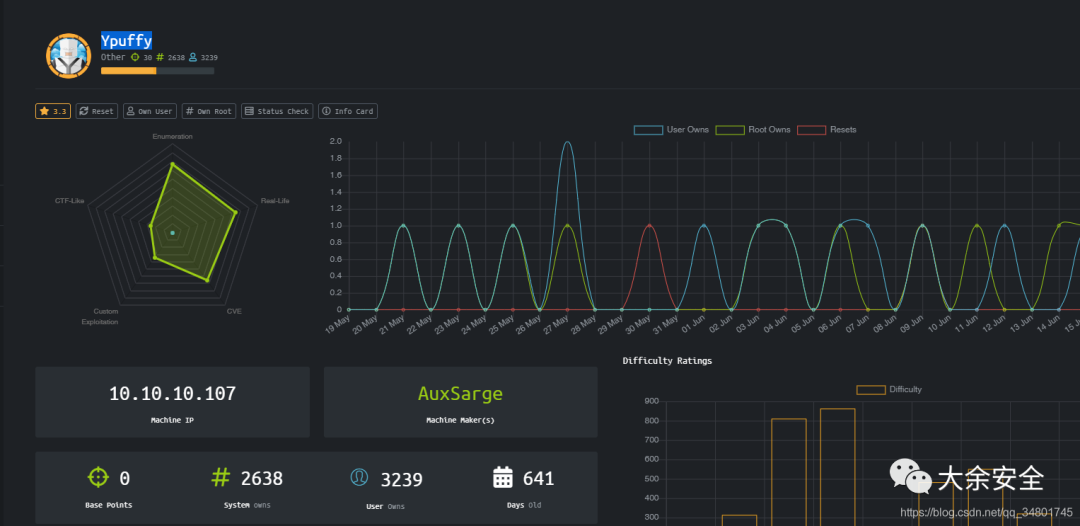 Ypuffy
Other 30 # 2638 3239
3.3 Reset Own User # Own Root Status Check Info Card
Enumeration
Real-Life
CVE
Custom Exploitation
CTF-Like
User Owns Root Owns Resets
2.0
1.8
1.6
1.4
1.2
1.0
0.8
0.6
0.4
0.2
0
19 May 20 May 21 May 22 May 23 May 24 May 25 May 26 May 27 May 28 May 29 May 30 May 31 May 01 Jun 02 Jun 03 Jun 04 Jun 05 Jun 06 Jun 07 Jun 08 Jun 09 Jun 10 Jun 11 Jun 12 Jun 13 Jun 14 Jun
10.10.10.107
Machine IP
AuxSarge
Machine Maker(s)
0
Base Points
# 2638
System owns
3239
User Owns
641
Days Old
Difficulty Ratings
Difficulty
900
800
700
600
500
400
300
大余安全
https://blog.csdn.net/qq_34801745